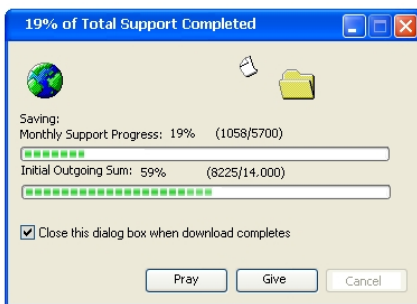 19% of Total Support Completed
Saving:
Monthly Support Progress: 19% (1058/5700)
Initial Outgoing Sum: 59% (8225/14,000)
Close this dialog box when download completes
Pray Give Cancel